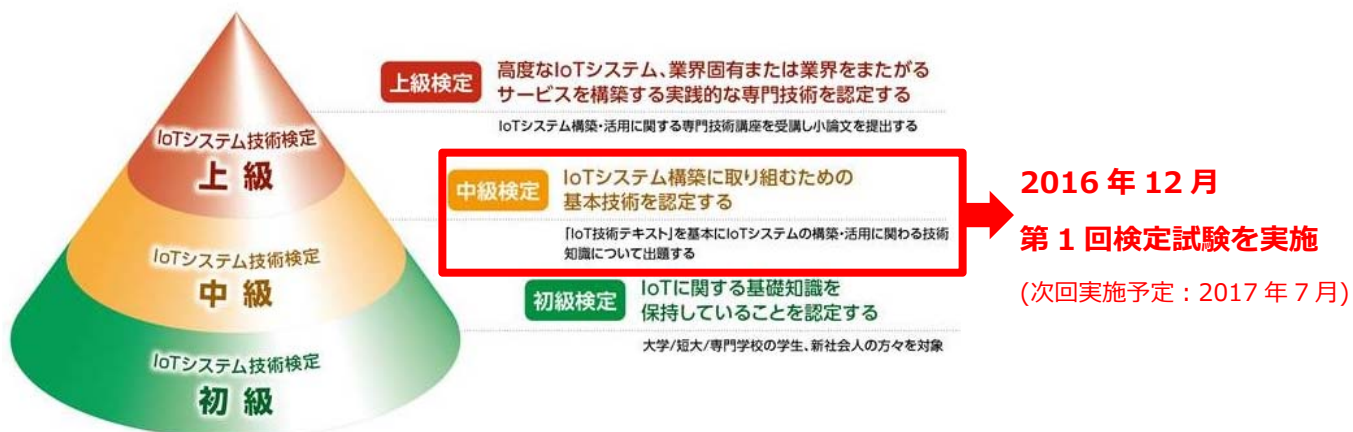 上級検定
高度なIoTシステム、業界固有または業界をまたがる
サービスを構築する実践的な専門技術を認定する
IoTシステム構築・活用に関する専門技術講座を受講し小論文を提出する
IoTシステム技術検定
上級
中級検定
IoTシステム構築に取り組むための
基本技術を認定する
「IoT技術テキスト」を基本にIoTシステムの構築・活用に関わる技術
知識について出題する
2016 年 12 月
第 1 回検定試験を実施
(次回実施予定：2017 年 7 月)
IoTシステム技術検定
中級
初級検定
IoTに関する基礎知識を
保持していることを認定する
大学/短大/専門学校の学生、新社会人の方々を対象
IoTシステム技術検定
初級